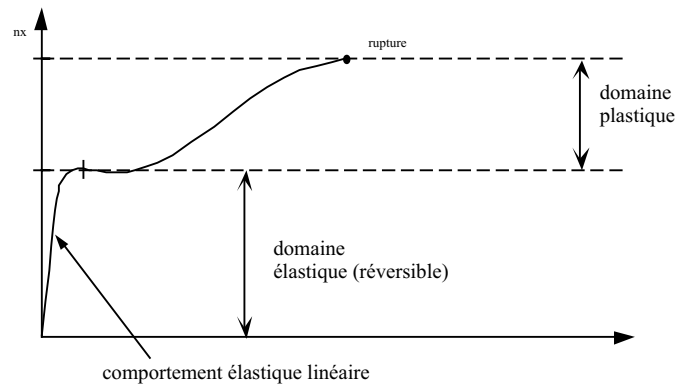 nx
rupture
domaine
plastique
domaine
élastique (réversible)
comportement élastique linéaire